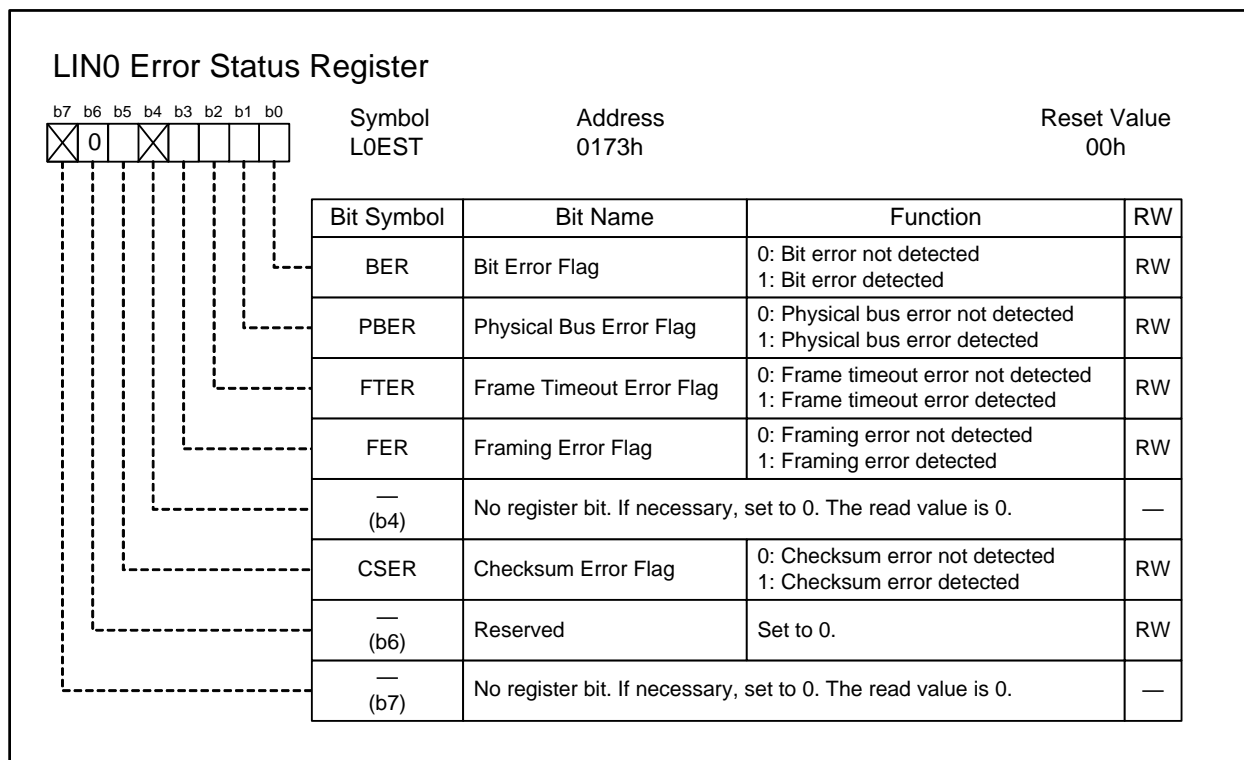 LIN0 Error Status Register
b7 b6 b5 b4 b3 b2 b1 b0
0
Symbol Address Reset Value
L0EST 0173h 00h
Bit Symbol Bit Name Function RW
BER Bit Error Flag 0: Bit error not detected RW
1: Bit error detected
PBER Physical Bus Error Flag 0: Physical bus error not detected RW
1: Physical bus error detected
FTER Frame Timeout Error Flag 0: Frame timeout error not detected RW
1: Frame timeout error detected
FER Framing Error Flag 0: Framing error not detected RW
1: Framing error detected
—
(b4) No register bit. If necessary, set to 0. The read value is 0. —
CSER Checksum Error Flag 0: Checksum error not detected RW
1: Checksum error detected
—
(b6) Reserved Set to 0. RW
—
(b7) No register bit. If necessary, set to 0. The read value is 0. —